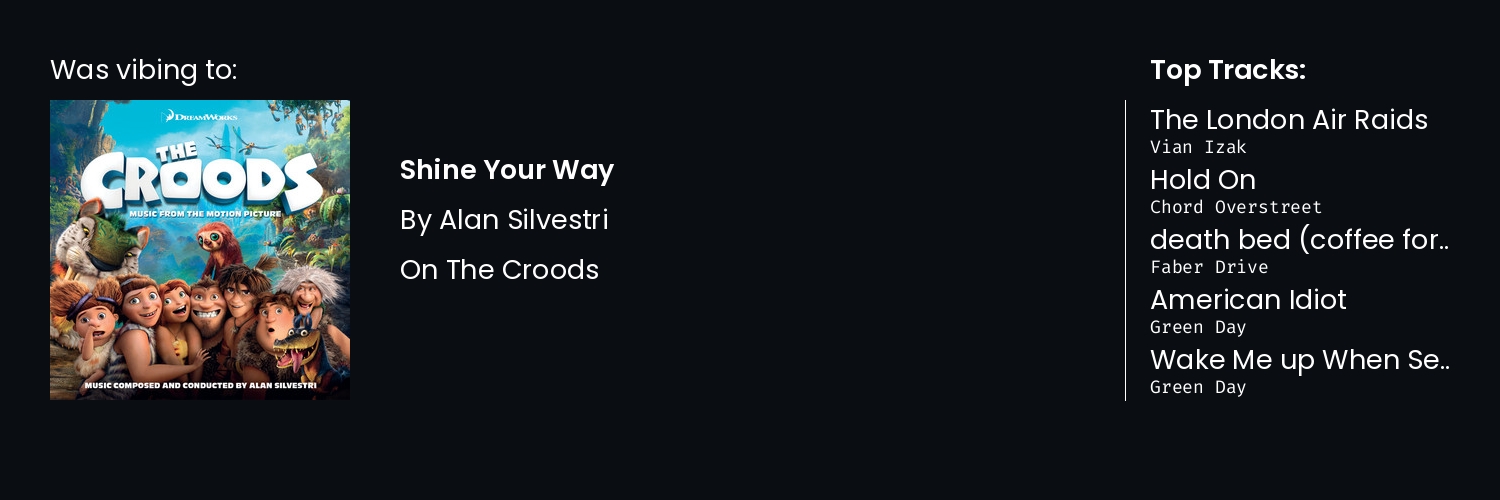 Was vibing to:
DREAMWORKS
THE
CROODS
MUSIC FROM THE MOTION PICTURE
MUSIC COMPOSED AND CONDUCTED BY ALAN SILVESTRI
Shine Your Way
By Alan Silvestri
On The Croods
Top Tracks:
The London Air Raids
Vian Izak
Hold On
Chord Overstreet
death bed (coffee for..
Faber Drive
American Idiot
Green Day
Wake Me up When Se..
Green Day